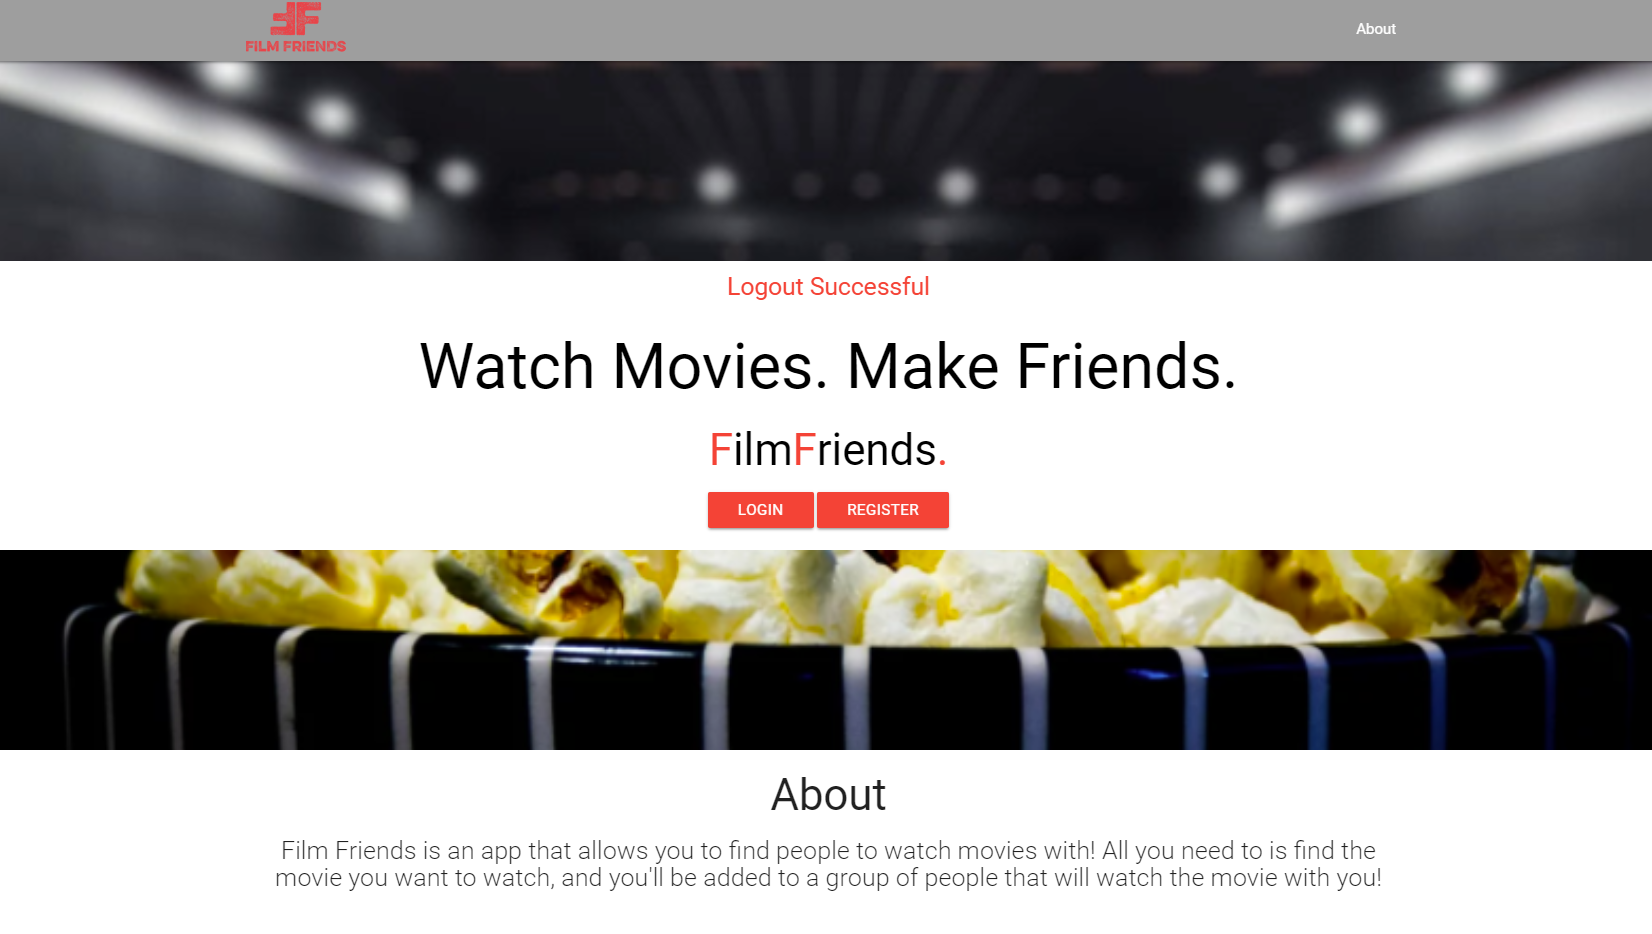 FILM FRIENDS
About
Logout Successful
Watch Movies. Make Friends.
FilmFriends.
LOGIN REGISTER
About
Film Friends is an app that allows you to find people to watch movies with! All you need to is find the
movie you want to watch, and you'll be added to a group of people that will watch the movie with you!